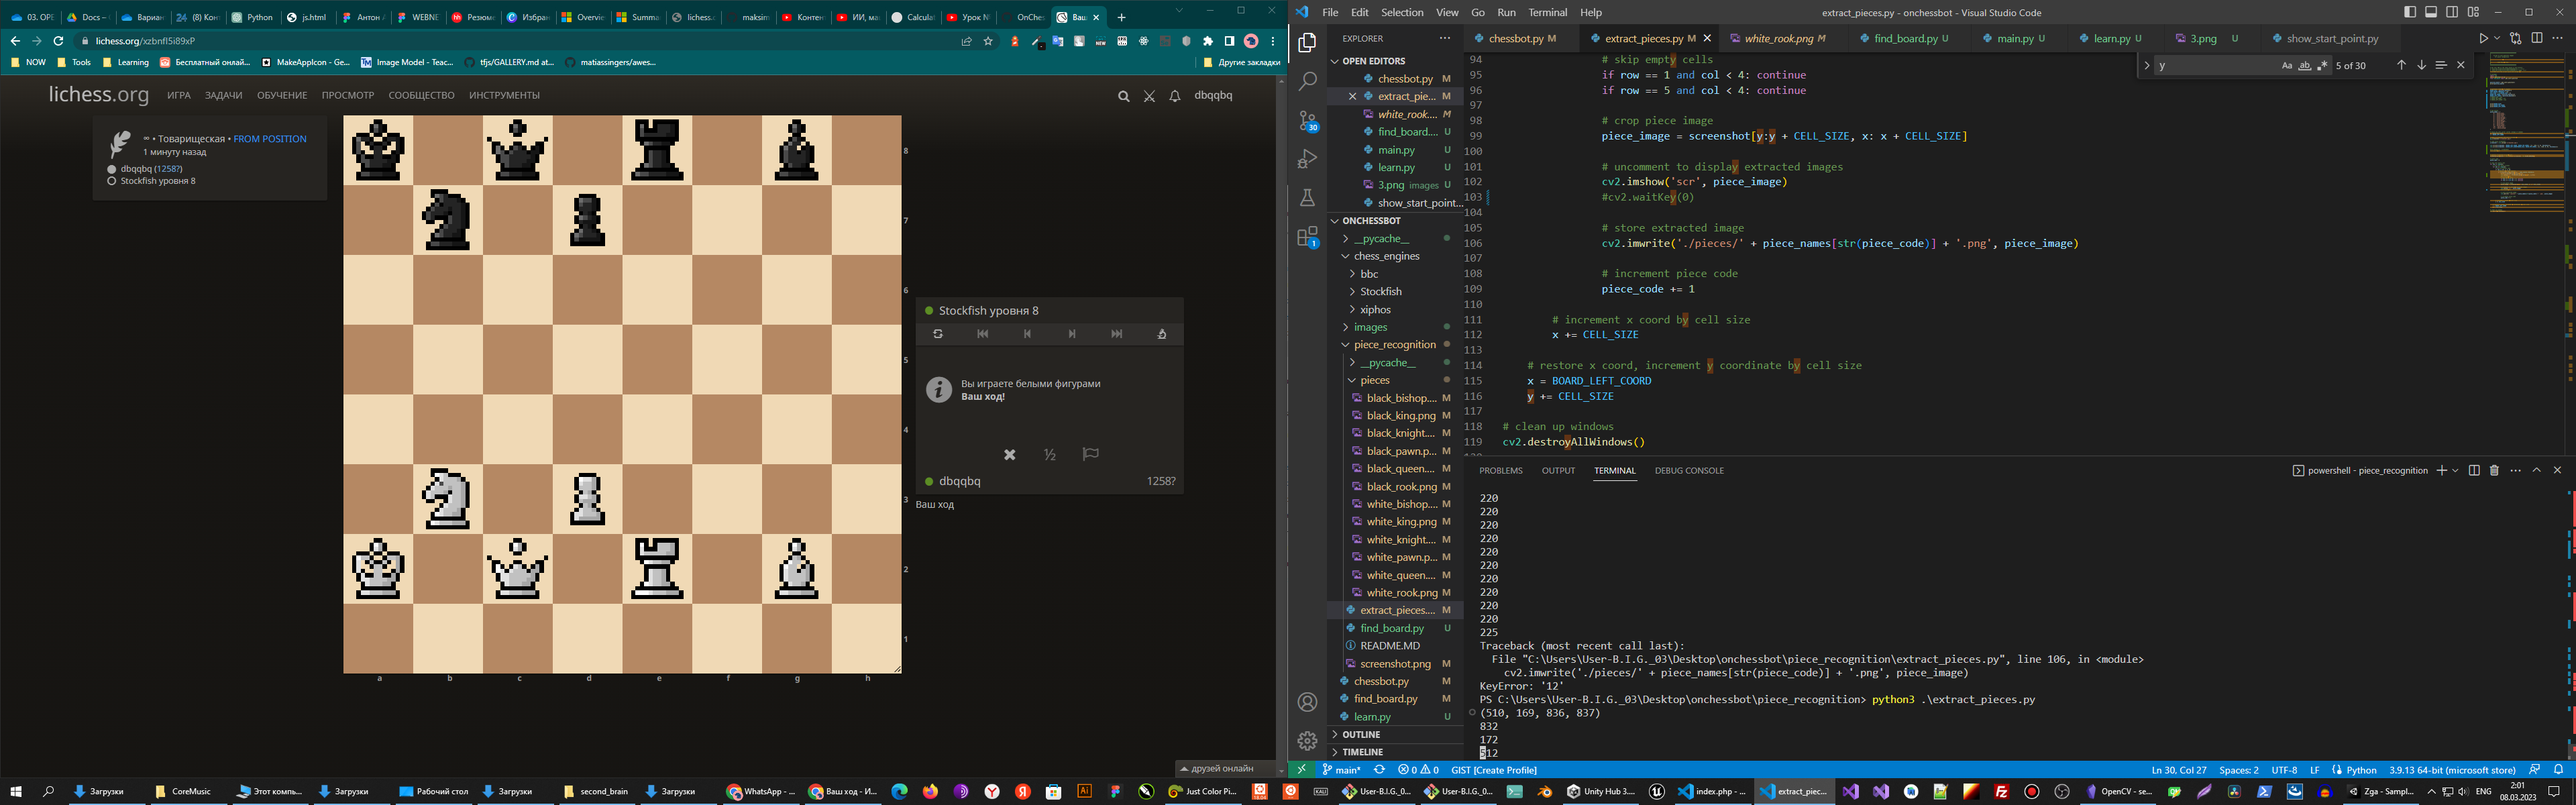 03. OPE
Docs –
Вариан
(8) Конт
Python
js.html
Антон А
WEBNE
Резюме
Избран
Overvie
Summa
lichess.c
maksim
Контен
ИИ, ма
Calculat
Урок №
OnChes
Ваш
lichess.org/xzbnfI5i89xP
NOW
Tools
Learning
Бесплатный онлай...
MakeAppIcon - Ge...
Image Model - Teac...
tfjs/GALLERY.md at...
matiassingers/awes...
Другие закладки
lichess.org
ИГРА
ЗАДАЧИ
ОБУЧЕНИЕ
ПРОСМОТР
СООБЩЕСТВО
ИНСТРУМЕНТЫ
dbqqbq
∞ • Товарищеская • FROM POSITION
1 минуту назад
dbqqbq (1258?)
Stockfish уровня 8
8
7
6
5
4
3
2
1
a b c d e f g h
Stockfish уровня 8
Вы играете белыми фигурами
Ваш ход!
½
dbqqbq 1258?
Ваш ход
друзей онлайн
File Edit Selection View Go Run Terminal Help
extract_pieces.py - onchessbot - Visual Studio Code
EXPLORER
OPEN EDITORS
chessbot.py M
extract_pie... M
white_rook.... M
find_board.... U
main.py U
learn.py U
3.png images U
show_start_point...
ONCHESSBOT
__pycache__
chess_engines
bbc
Stockfish
xiphos
images
piece_recognition
__pycache__
pieces
black_bishop.... M
black_king.png M
black_knight.... M
black_pawn.p... M
black_queen.... M
black_rook.png M
white_bishop.... M
white_king.png M
white_knight.... M
white_pawn.p... M
white_queen.... M
white_rook.png M
extract_pieces.... M
find_board.py U
README.MD
screenshot.png M
chessbot.py M
find_board.py M
learn.py U
OUTLINE
TIMELINE
30
1
chessbot.py M
extract_pieces.py M
white_rook.png M
find_board.py U
main.py U
learn.py U
3.png U
show_start_point.py
y
Aa
ab
5 of 30
94 # skip empty cells
95 if row == 1 and col < 4: continue
96 if row == 5 and col < 4: continue
97
98 # crop piece image
99 piece_image = screenshot[y:y + CELL_SIZE, x: x + CELL_SIZE]
100
101 # uncomment to display extracted images
102 cv2.imshow('scr', piece_image)
103 #cv2.waitKey(0)
104
105 # store extracted image
106 cv2.imwrite('./pieces/' + piece_names[str(piece_code)] + '.png', piece_image)
107
108 # increment piece code
109 piece_code += 1
110
111 # increment x coord by cell size
112 x += CELL_SIZE
113
114 # restore x coord, increment y coordinate by cell size
115 x = BOARD_LEFT_COORD
116 y += CELL_SIZE
117
118 # clean up windows
119 cv2.destroyAllWindows()
PROBLEMS OUTPUT TERMINAL DEBUG CONSOLE
powershell - piece_recognition
220
220
220
220
220
220
220
220
220
220
225
Traceback (most recent call last):
File "C:\Users\User-B.I.G._03\Desktop\onchessbot\piece_recognition\extract_pieces.py", line 106, in <module>
cv2.imwrite('./pieces/' + piece_names[str(piece_code)] + '.png', piece_image)
KeyError: '12'
PS C:\Users\User-B.I.G._03\Desktop\onchessbot\piece_recognition> python3 .\extract_pieces.py
(510, 169, 836, 837)
832
172
512
main*
0 0
GIST [Create Profile]
Ln 30, Col 27
Spaces: 2
UTF-8
LF
Python
3.9.13 64-bit (microsoft store)
Загрузки
CoreMusic
Этот компь...
Загрузки
Рабочий стол
Загрузки
second_brain
Загрузки
WhatsApp - ...
Ваш ход - И...
Just Color Pi...
User-B.I.G._0...
User-B.I.G._0...
Unity Hub 3....
index.php - ...
extract_piec...
OpenCV - se...
Zga - Sampl...
ENG
2:01
08.03.2023